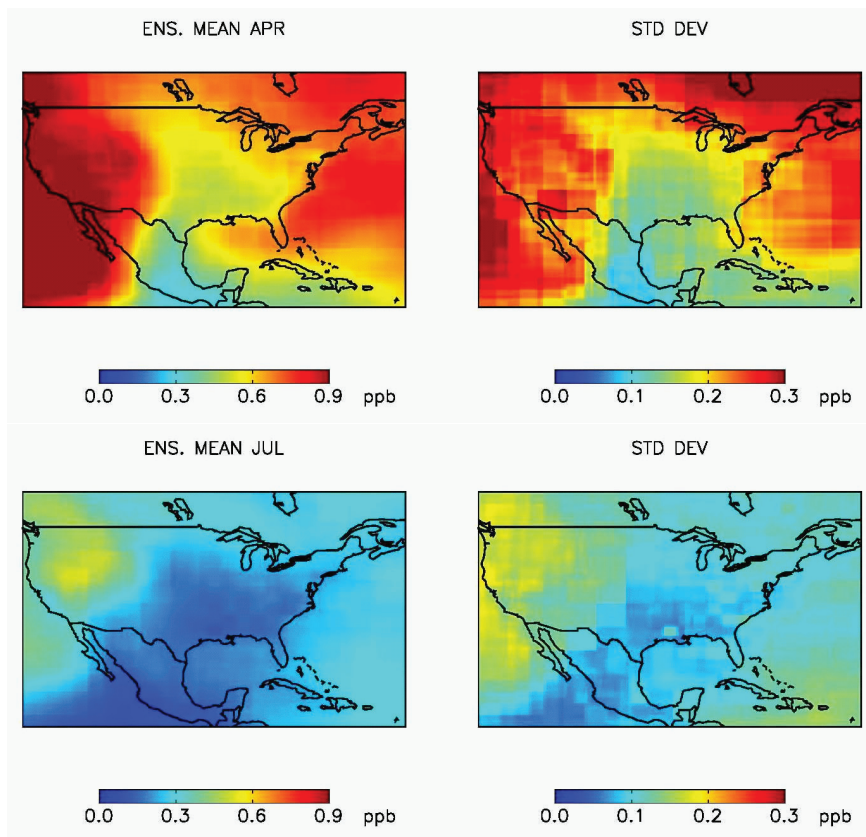 ENS. MEAN APR
STD DEV
0.0 0.3 0.6 0.9 ppb
0.0 0.1 0.2 0.3 ppb
ENS. MEAN JUL
STD DEV
0.0 0.3 0.6 0.9 ppb
0.0 0.1 0.2 0.3 ppb